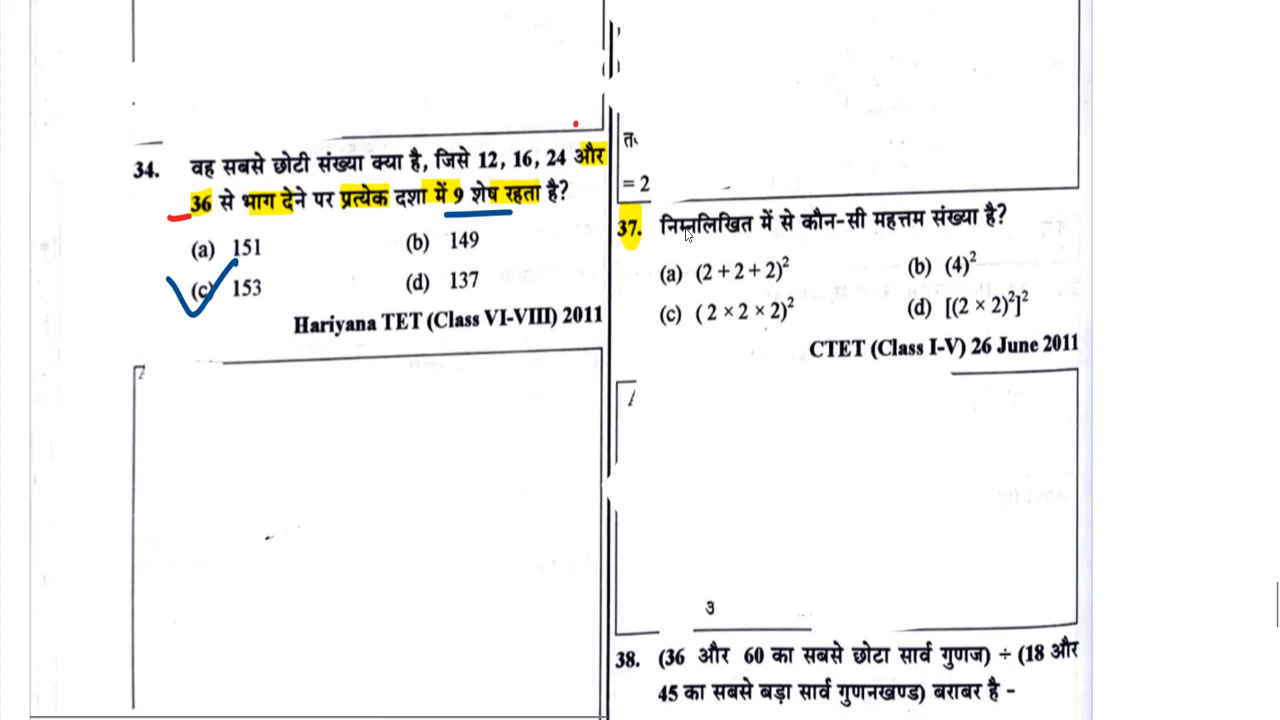 34. वह सबसे छोटी संख्या क्या है, जिसे 12, 16, 24 और
36 से भाग देने पर प्रत्येक दशा में 9 शेष रहता है?
(a) 151 (b) 149
(c) 153 (d) 137
Hariyana TET (Class VI-VIII) 2011
= 2
37. निम्नलिखित में से कौन-सी महत्तम संख्या है?
(a) (2 + 2 + 2)² (b) (4)²
(c) ( 2 × 2 × 2)² (d) [(2 × 2)²]²
CTET (Class I-V) 26 June 2011
3
38. (36 और 60 का सबसे छोटा सार्व गुणज) ÷ (18 और
45 का सबसे बड़ा सार्व गुणनखण्ड) बराबर है -